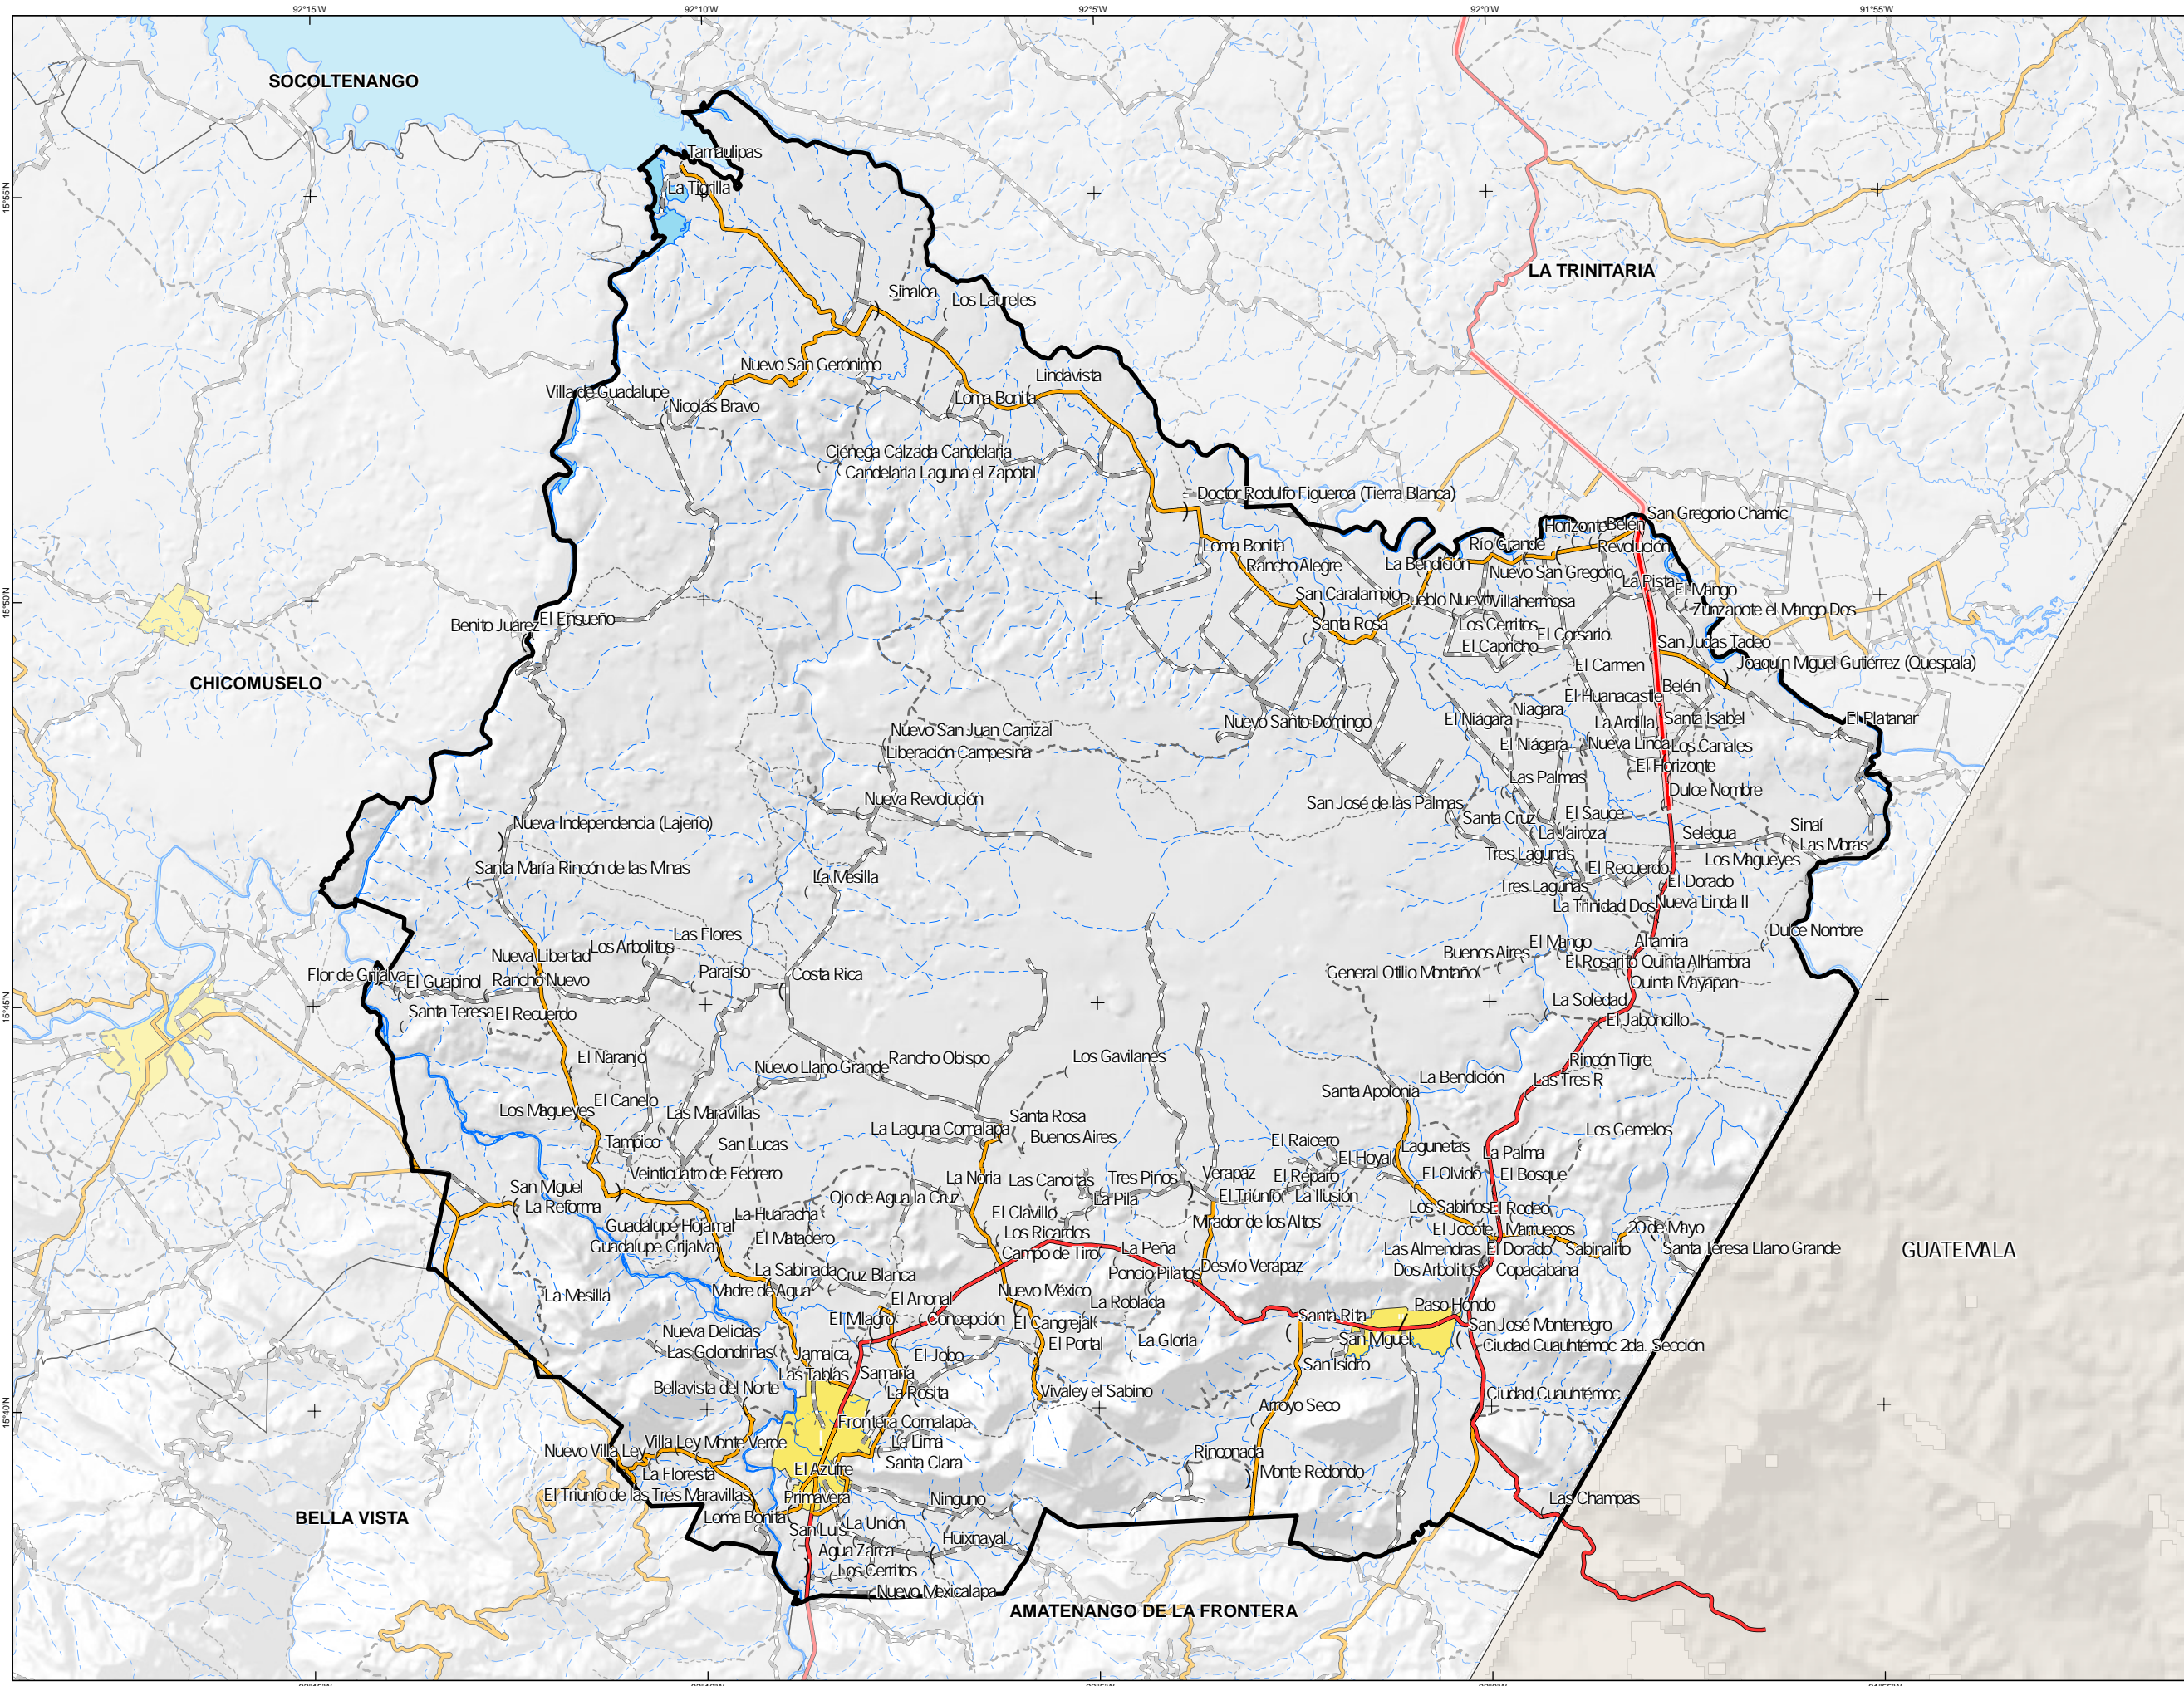 92°15'W
92°10'W
92°5'W
92°0'W
91°55'W
SOCOLTENANGO
Tamaulipas
15°55'N
La Tigrilla
LA TRINITARIA
Sinaloa
Los Laureles
Nuevo San Gerónimo
Lindavista
Villa de Guadalupe
Loma Bonita
Nicolás Bravo
Ciénega Calzada Candelaria
Candelaria Laguna el Zapotal
Doctor Rodulfo Figueroa (Tierra Blanca)
San Gregorio Chamic
Horizonte
Belén
Río Grande
Loma Bonita
Revolución
Rancho Alegre
La Bendición
Nuevo San Gregorio
La Pista
El Mango
15°50'N
San Caralampio
Pueblo Nuevo
Villahermosa
Zunzapote el Mango Dos
Benito Juárez
El Ensueño
Santa Rosa
Los Cerritos
El Corsario
San Judas Tadeo
El Capricho
El Carmen
Joaquín Miguel Gutiérrez (Quespala)
CHICOMUSELO
Belén
El Huanacastle
Niagara
Nuevo Santo Domingo
El Niágara
La Ardilla
Santa Isabel
El Platanar
Nuevo San Juan Carrizal
Liberación Campesina
El Niágara
Nueva Linda
Los Canales
El Horizonte
Las Palmas
Dulce Nombre
Nueva Revolución
San José de las Palmas
El Sauce
Santa Cruz
Nueva Independencia (Lajerío)
La Jairoza
Selegua
Sinaí
Las Moras
Tres Lagunas
Los Magueyes
Santa María Rincón de las Minas
El Recuerdo
La Mesilla
Tres Lagunas
El Dorado
La Trinidad Dos
Nueva Linda II
Las Flores
Dulce Nombre
Los Arbolitos
El Mango
Altamira
Nueva Libertad
Buenos Aires
El Rosarito
Quinta Alhambra
Flor de Grijalva
El Guapinol
Rancho Nuevo
Paraíso
Costa Rica
General Otilio Montaño
Quinta Mayapan
15°45'N
La Soledad
Santa Teresa
El Recuerdo
El Jaboncillo
El Naranjo
Nuevo Llano Grande
Rancho Obispo
Los Gavilanes
Rincón Tigre
La Bendición
Las Tres R
Santa Apolonia
El Canelo
Los Magueyes
Las Maravillas
Santa Rosa
La Laguna Comalapa
Buenos Aires
Los Gemelos
Tampico
San Lucas
El Raicero
Lagunetas
La Palma
El Hoyal
Veinticuatro de Febrero
La Noria
Las Canoitas
Tres Pinos
Verapaz
El Reparo
El Olvido
El Bosque
San Miguel
Ojo de Agua la Cruz
La Pila
El Triunfo
La Ilusión
La Reforma
La Huaracha
El Clavillo
Los Sabinos
El Rodeo
Guadalupe Hojamal
Mirador de los Altos
El Jocote
Marruecos
20 de Mayo
Guadalupe Grijalva
El Matadero
Los Ricardos
Campo de Tiro
La Peña
Las Almendras
El Dorado
Sabinalito
Santa Teresa Llano Grande
GUATEMALA
La Sabinada
Cruz Blanca
Poncio Pilatos
Desvío Verapaz
Dos Arbolitos
Copacabana
La Mesilla
Madre de Agua
El Anonal
Nuevo México
La Roblada
Paso Hondo
El Milagro
Concepción
El Cangrejal
Santa Rita
San José Montenegro
Nueva Delicias
La Gloria
San Miguel
Ciudad Cuauhtémoc 2da. Sección
Las Golondrinas
Jamaica
El Jobo
El Portal
San Isidro
Las Tablas
Samaria
Bellavista del Norte
La Rosita
Vivaley el Sabino
Ciudad Cuauhtémoc
15°40'N
Arroyo Seco
Frontera Comalapa
Nuevo Villa Ley
Villa Ley
Monte Verde
La Lima
Rinconada
Santa Clara
La Floresta
El Azufre
Monte Redondo
El Triunfo de las Tres Maravillas
Primavera
Ninguno
Las Champas
BELLA VISTA
Loma Bonita
San Luis
La Unión
Huixnayal
Agua Zarca
Los Cerritos
Nuevo Mexicalapa
AMATENANGO DE LA FRONTERA